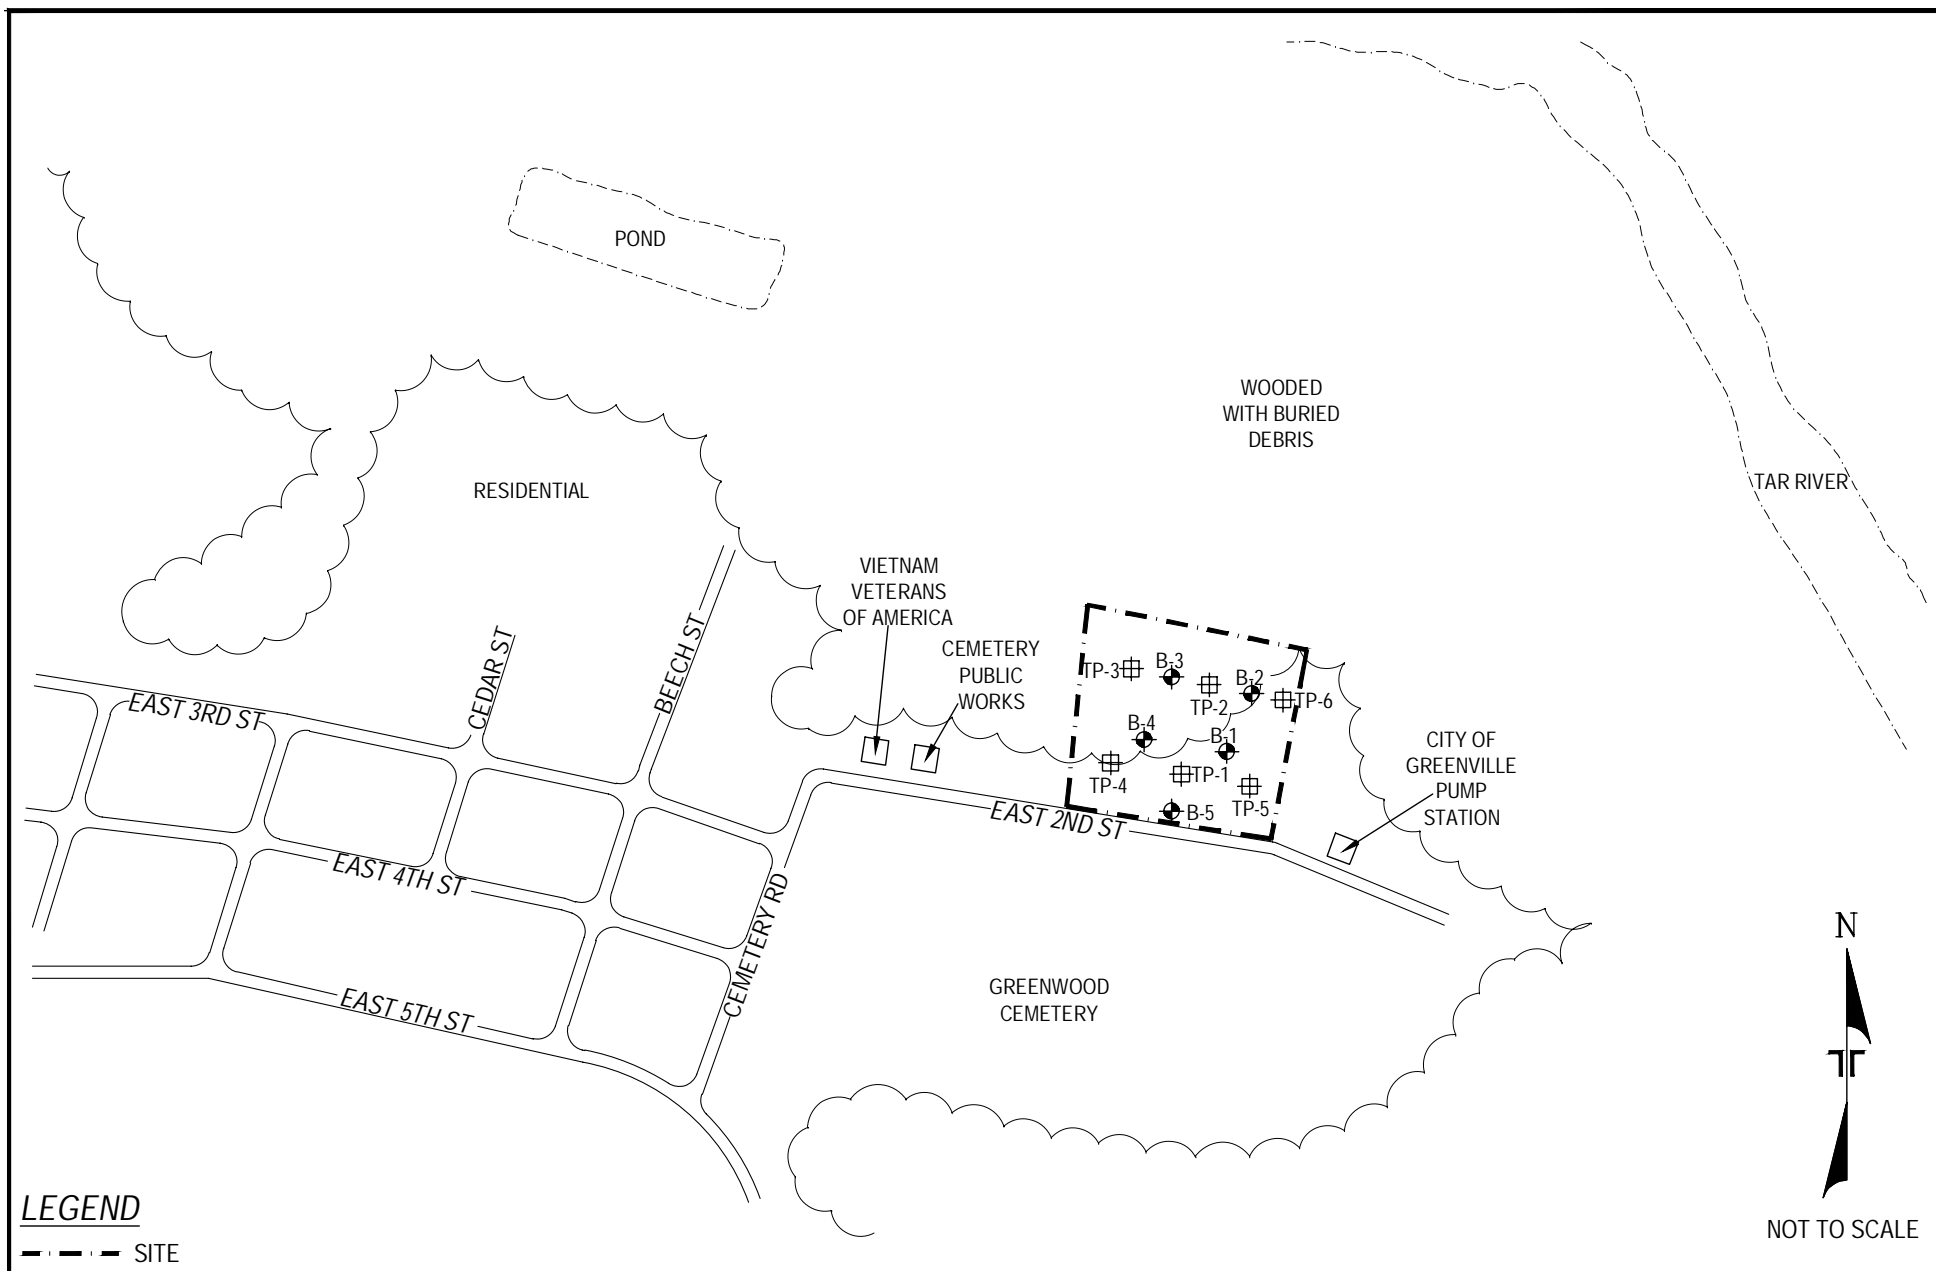 POND
WOODED
WITH BURIED
DEBRIS
TAR RIVER
RESIDENTIAL
VIETNAM
VETERANS
OF AMERICA
CEMETERY
PUBLIC
WORKS
CEDAR ST
BEECH ST
TP-3
B-3
B-2
TP-2
TP-6
B-4
B-1
TP-4
TP-1
TP-5
B-5
CITY OF
GREENVILLE
PUMP
STATION
EAST 3RD ST
EAST 2ND ST
EAST 4TH ST
CEMETERY RD
EAST 5TH ST
GREENWOOD
CEMETERY
N
NOT TO SCALE
LEGEND
SITE